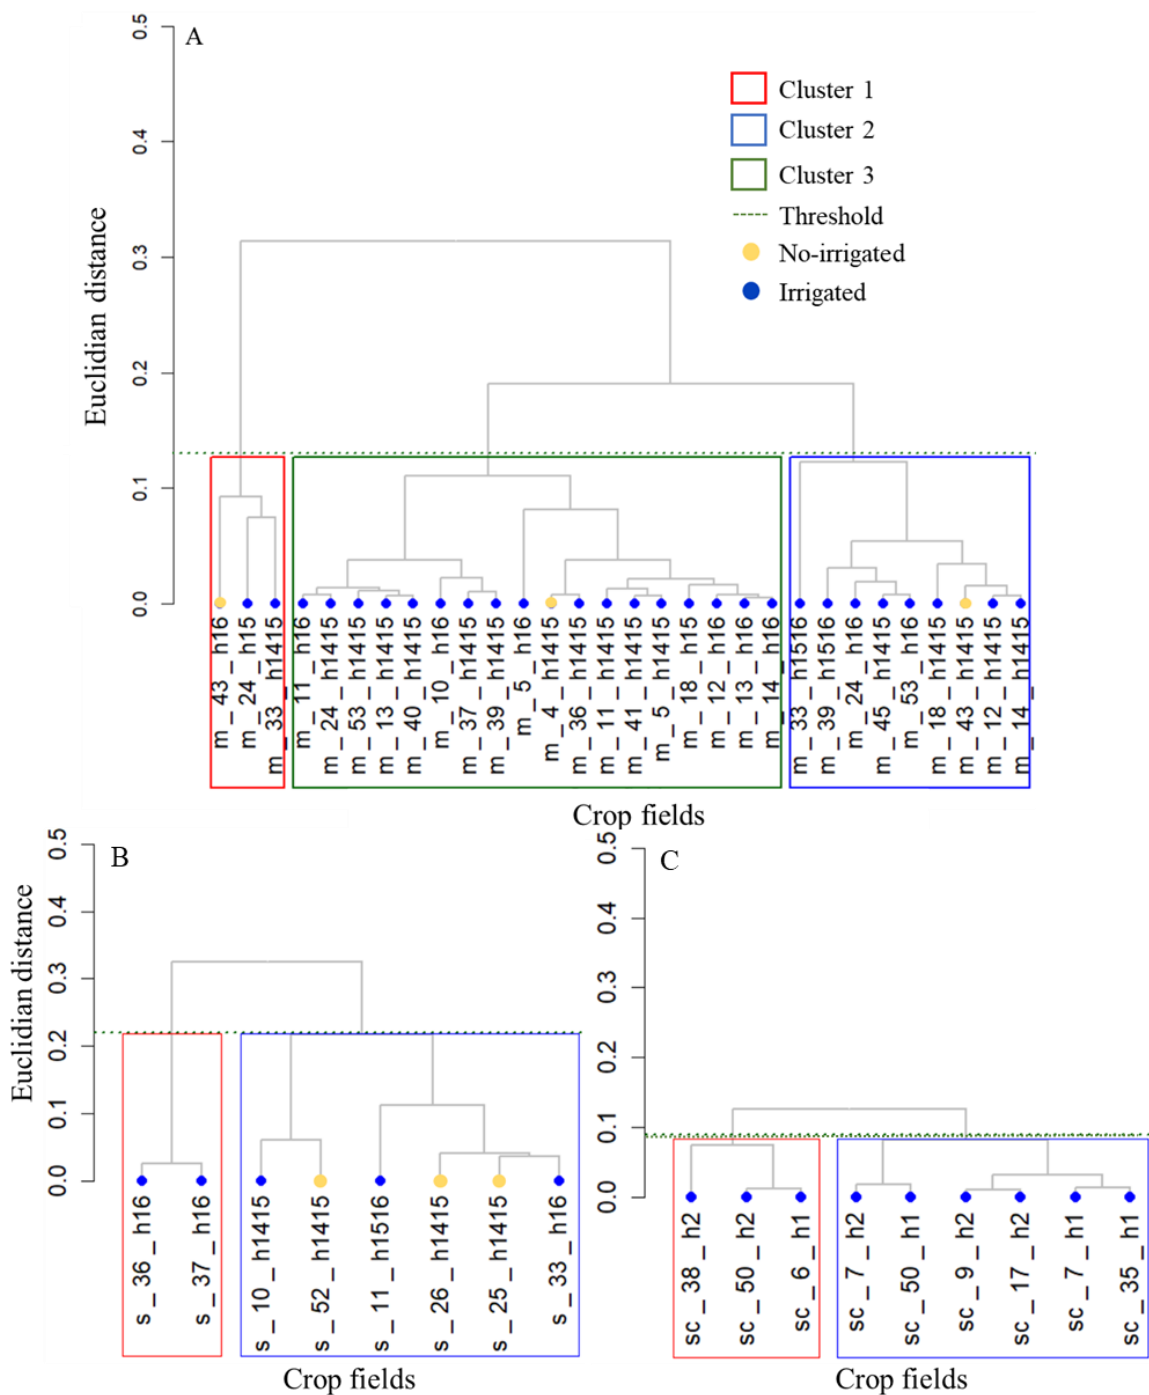 A
0.5
0.4
0.3
0.2
0.1
0.0
Euclidian distance
Cluster 1
Cluster 2
Cluster 3
Threshold
No-irrigated
Irrigated
m_43_h16
m_24_h15
m_33_h1415
m_11_h16
m_24_h1415
m_53_h1415
m_13_h1415
m_40_h1415
m_10_h16
m_37_h1415
m_39_h1415
m_5_h16
m_4_h1415
m_36_h1415
m_11_h1415
m_41_h1415
m_5_h1415
m_18_h16
m_12_h16
m_13_h16
m_14_h16
m_33_h1516
m_39_h1516
m_24_h16
m_45_h1415
m_53_h16
m_18_h1415
m_43_h1415
m_12_h1415
m_14_h1415
Crop fields
B
0.5
0.4
0.3
0.2
0.1
0.0
Euclidian distance
s_36_h16
s_37_h16
s_10_h1415
s_52_h1415
s_11_h1516
s_26_h1415
s_25_h1415
s_33_h16
Crop fields
C
0.5
0.4
0.3
0.2
0.1
0.0
sc_38_h2
sc_50_h2
sc_6_h1
sc_7_h2
sc_50_h1
sc_9_h2
sc_17_h2
sc_7_h1
sc_35_h1
Crop fields